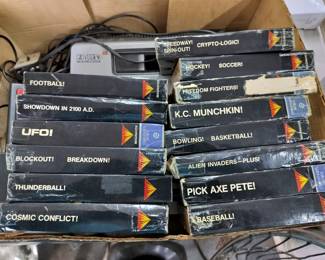 FOOTBALL!
SHOWDOWN IN 2100 A.D.
UFO!
BLOCKOUT! BREAKDOWN!
THUNDERBALL!
COSMIC CONFLICT!
SPEEDWAY! SPIN-OUT! CRYPTO-LOGIC!
HOCKEY! SOCCER!
FREEDOM FIGHTERS!
K.C. MUNCHKIN!
BOWLING! BASKETBALL!
ALIEN INVADERS-PLUS!
PICK AXE PETE!
BASEBALL!